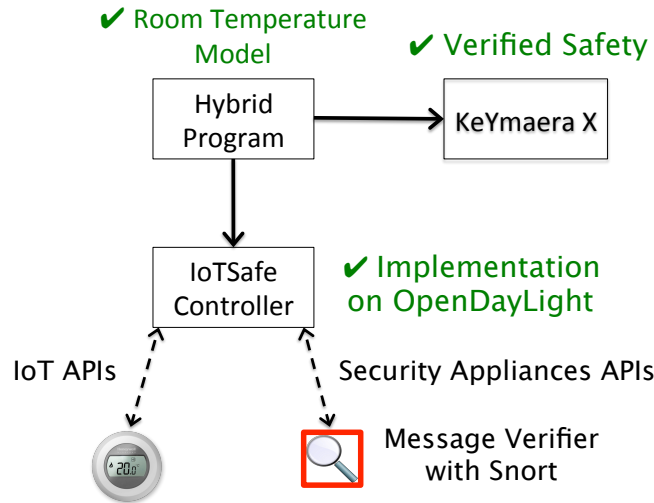 ✔ Room Temperature
Model
✔ Verified Safety
Hybrid
Program
KeYmaera X
IoTSafe
Controller
✔ Implementation
on OpenDayLight
IoT APIs
Security Appliances APIs
20.0
Message Verifier
with Snort